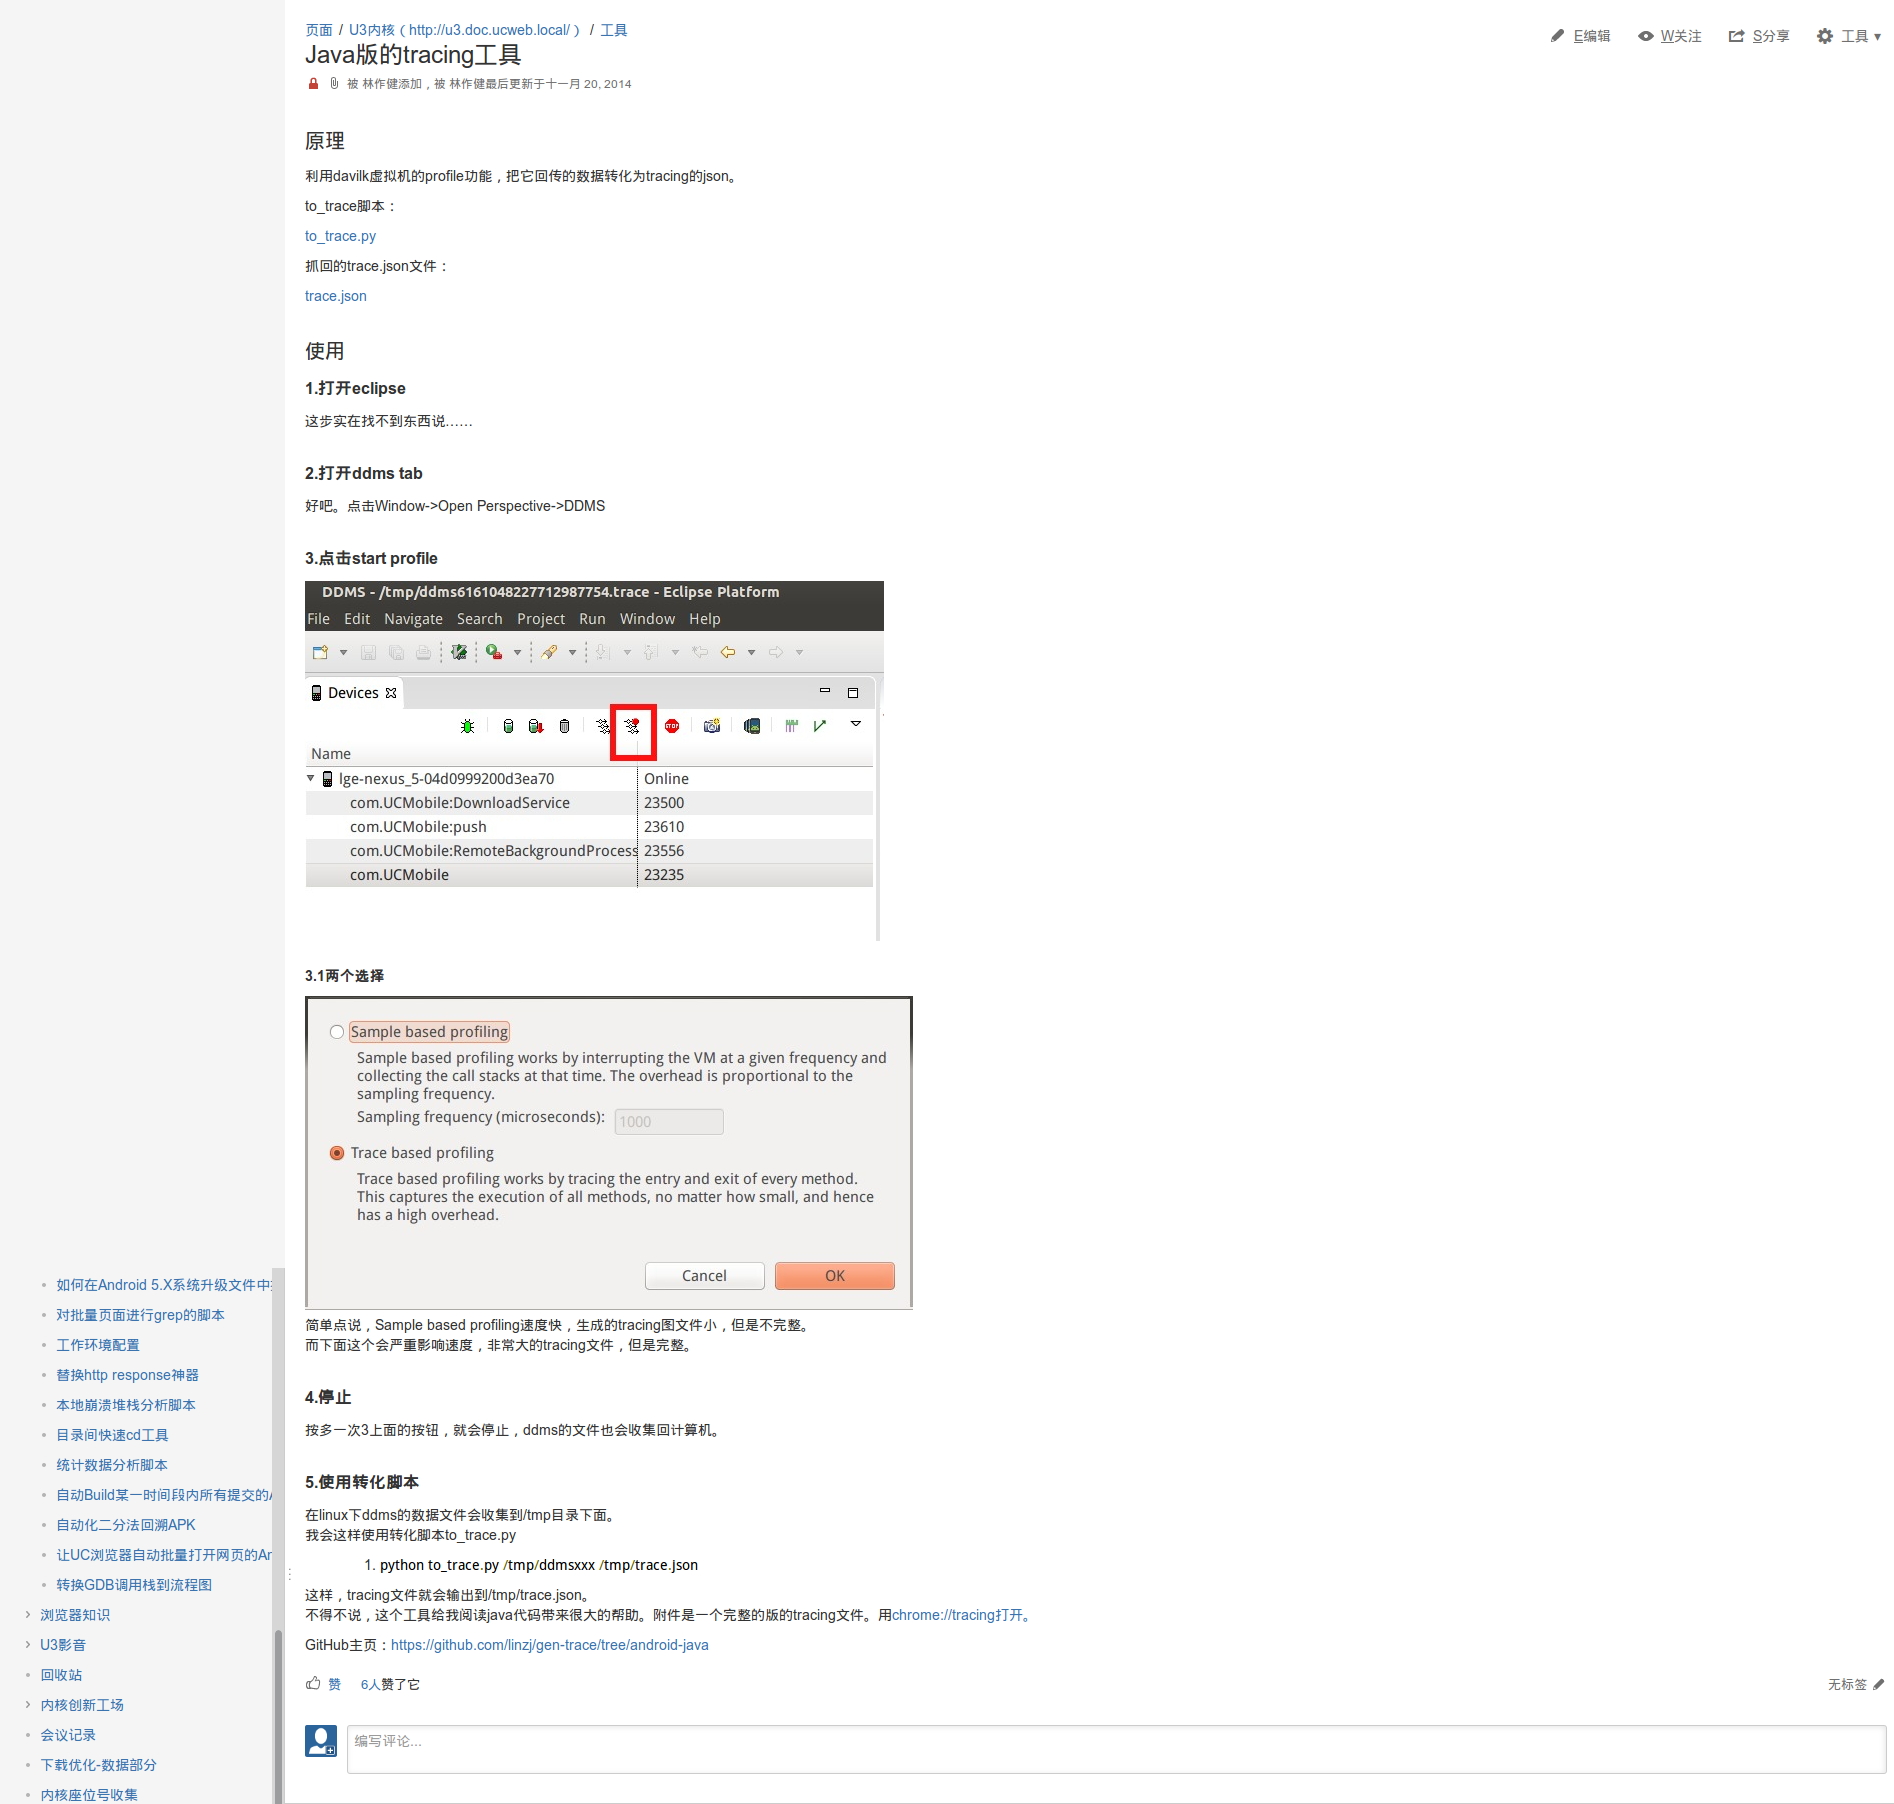 页面 / U3内核（http://u3.doc.ucweb.local/） / 工具
E编辑 W关注 S分享 工具
Java版的tracing工具
被 林作健添加，被 林作健最后更新于十一月 20, 2014
原理
利用davilk虚拟机的profile功能，把它回传的数据转化为tracing的json。
to_trace脚本：
to_trace.py
抓回的trace.json文件：
trace.json
使用
1.打开eclipse
这步实在找不到东西说……
2.打开ddms tab
好吧。点击Window->Open Perspective->DDMS
3.点击start profile
DDMS - /tmp/ddms6161048227712987754.trace - Eclipse Platform
File Edit Navigate Search Project Run Window Help
Devices
STOP
Name
lge-nexus_5-04d0999200d3ea70 Online
com.UCMobile:DownloadService 23500
com.UCMobile:push 23610
com.UCMobile:RemoteBackgroundProcess 23556
com.UCMobile 23235
3.1两个选择
Sample based profiling
Sample based profiling works by interrupting the VM at a given frequency and
collecting the call stacks at that time. The overhead is proportional to the
sampling frequency.
Sampling frequency (microseconds): 1000
Trace based profiling
Trace based profiling works by tracing the entry and exit of every method.
This captures the execution of all methods, no matter how small, and hence
has a high overhead.
Cancel OK
简单点说，Sample based profiling速度快，生成的tracing图文件小，但是不完整。
而下面这个会严重影响速度，非常大的tracing文件，但是完整。
4.停止
按多一次3上面的按钮，就会停止，ddms的文件也会收集回计算机。
5.使用转化脚本
在linux下ddms的数据文件会收集到/tmp目录下面。
我会这样使用转化脚本to_trace.py
1. python to_trace.py /tmp/ddmsxxx /tmp/trace.json
这样，tracing文件就会输出到/tmp/trace.json。
不得不说，这个工具给我阅读java代码带来很大的帮助。附件是一个完整的版的tracing文件。用chrome://tracing打开。
GitHub主页：https://github.com/linzj/gen-trace/tree/android-java
赞 6人赞了它
无标签
编写评论...
如何在Android 5.X系统升级文件中
对批量页面进行grep的脚本
工作环境配置
替换http response神器
本地崩溃堆栈分析脚本
目录间快速cd工具
统计数据分析脚本
自动Build某一时间段内所有提交的
自动化二分法回溯APK
让UC浏览器自动批量打开网页的
转换GDB调用栈到流程图
浏览器知识
U3影音
回收站
内核创新工场
会议记录
下载优化-数据部分
内核座位号收集